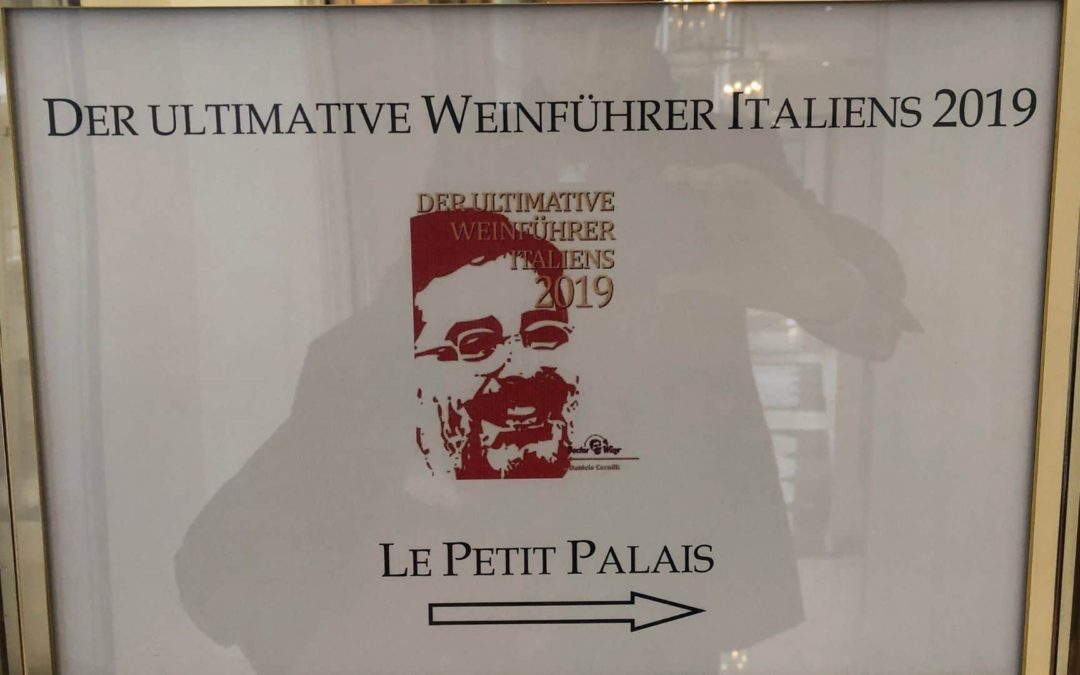 DER ULTIMATIVE WEINFÜHRER ITALIENS 2019
DER ULTIMATIVE
WEINFÜHRER
ITALIENS
2019
Doctor Wine
Daniele Cernilli
LE PETIT PALAIS